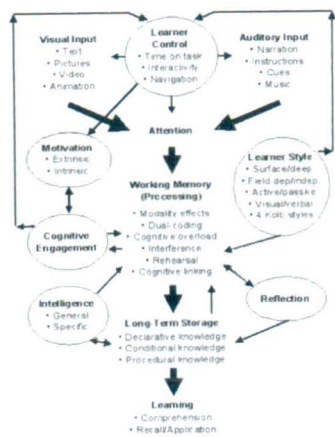 Visual Input
• Text
• Pictures
• Video
• Animation
Learner
Control
• Time on task
• Interactivity
• Navigation
Auditory Input
• Narration
• Instructions
• Cues
• Music
Attention
Motivation
• Extrinsic
• Intrinsic
Learner Style
• Surface/deep
• Field dep/indep
• Active/passive
• Visual/verbal
• 4 Kolb styles
Working Memory
(Processing)
• Modality effects
• Dual-coding
• Cognitive overload
• Interference
• Rehearsal
• Cognitive linking
Cognitive
Engagement
Intelligence
• General
• Specific
Reflection
Long-Term Storage
• Declarative knowledge
• Conditional knowledge
• Procedural knowledge
Learning
• Comprehension
• Recall/Application